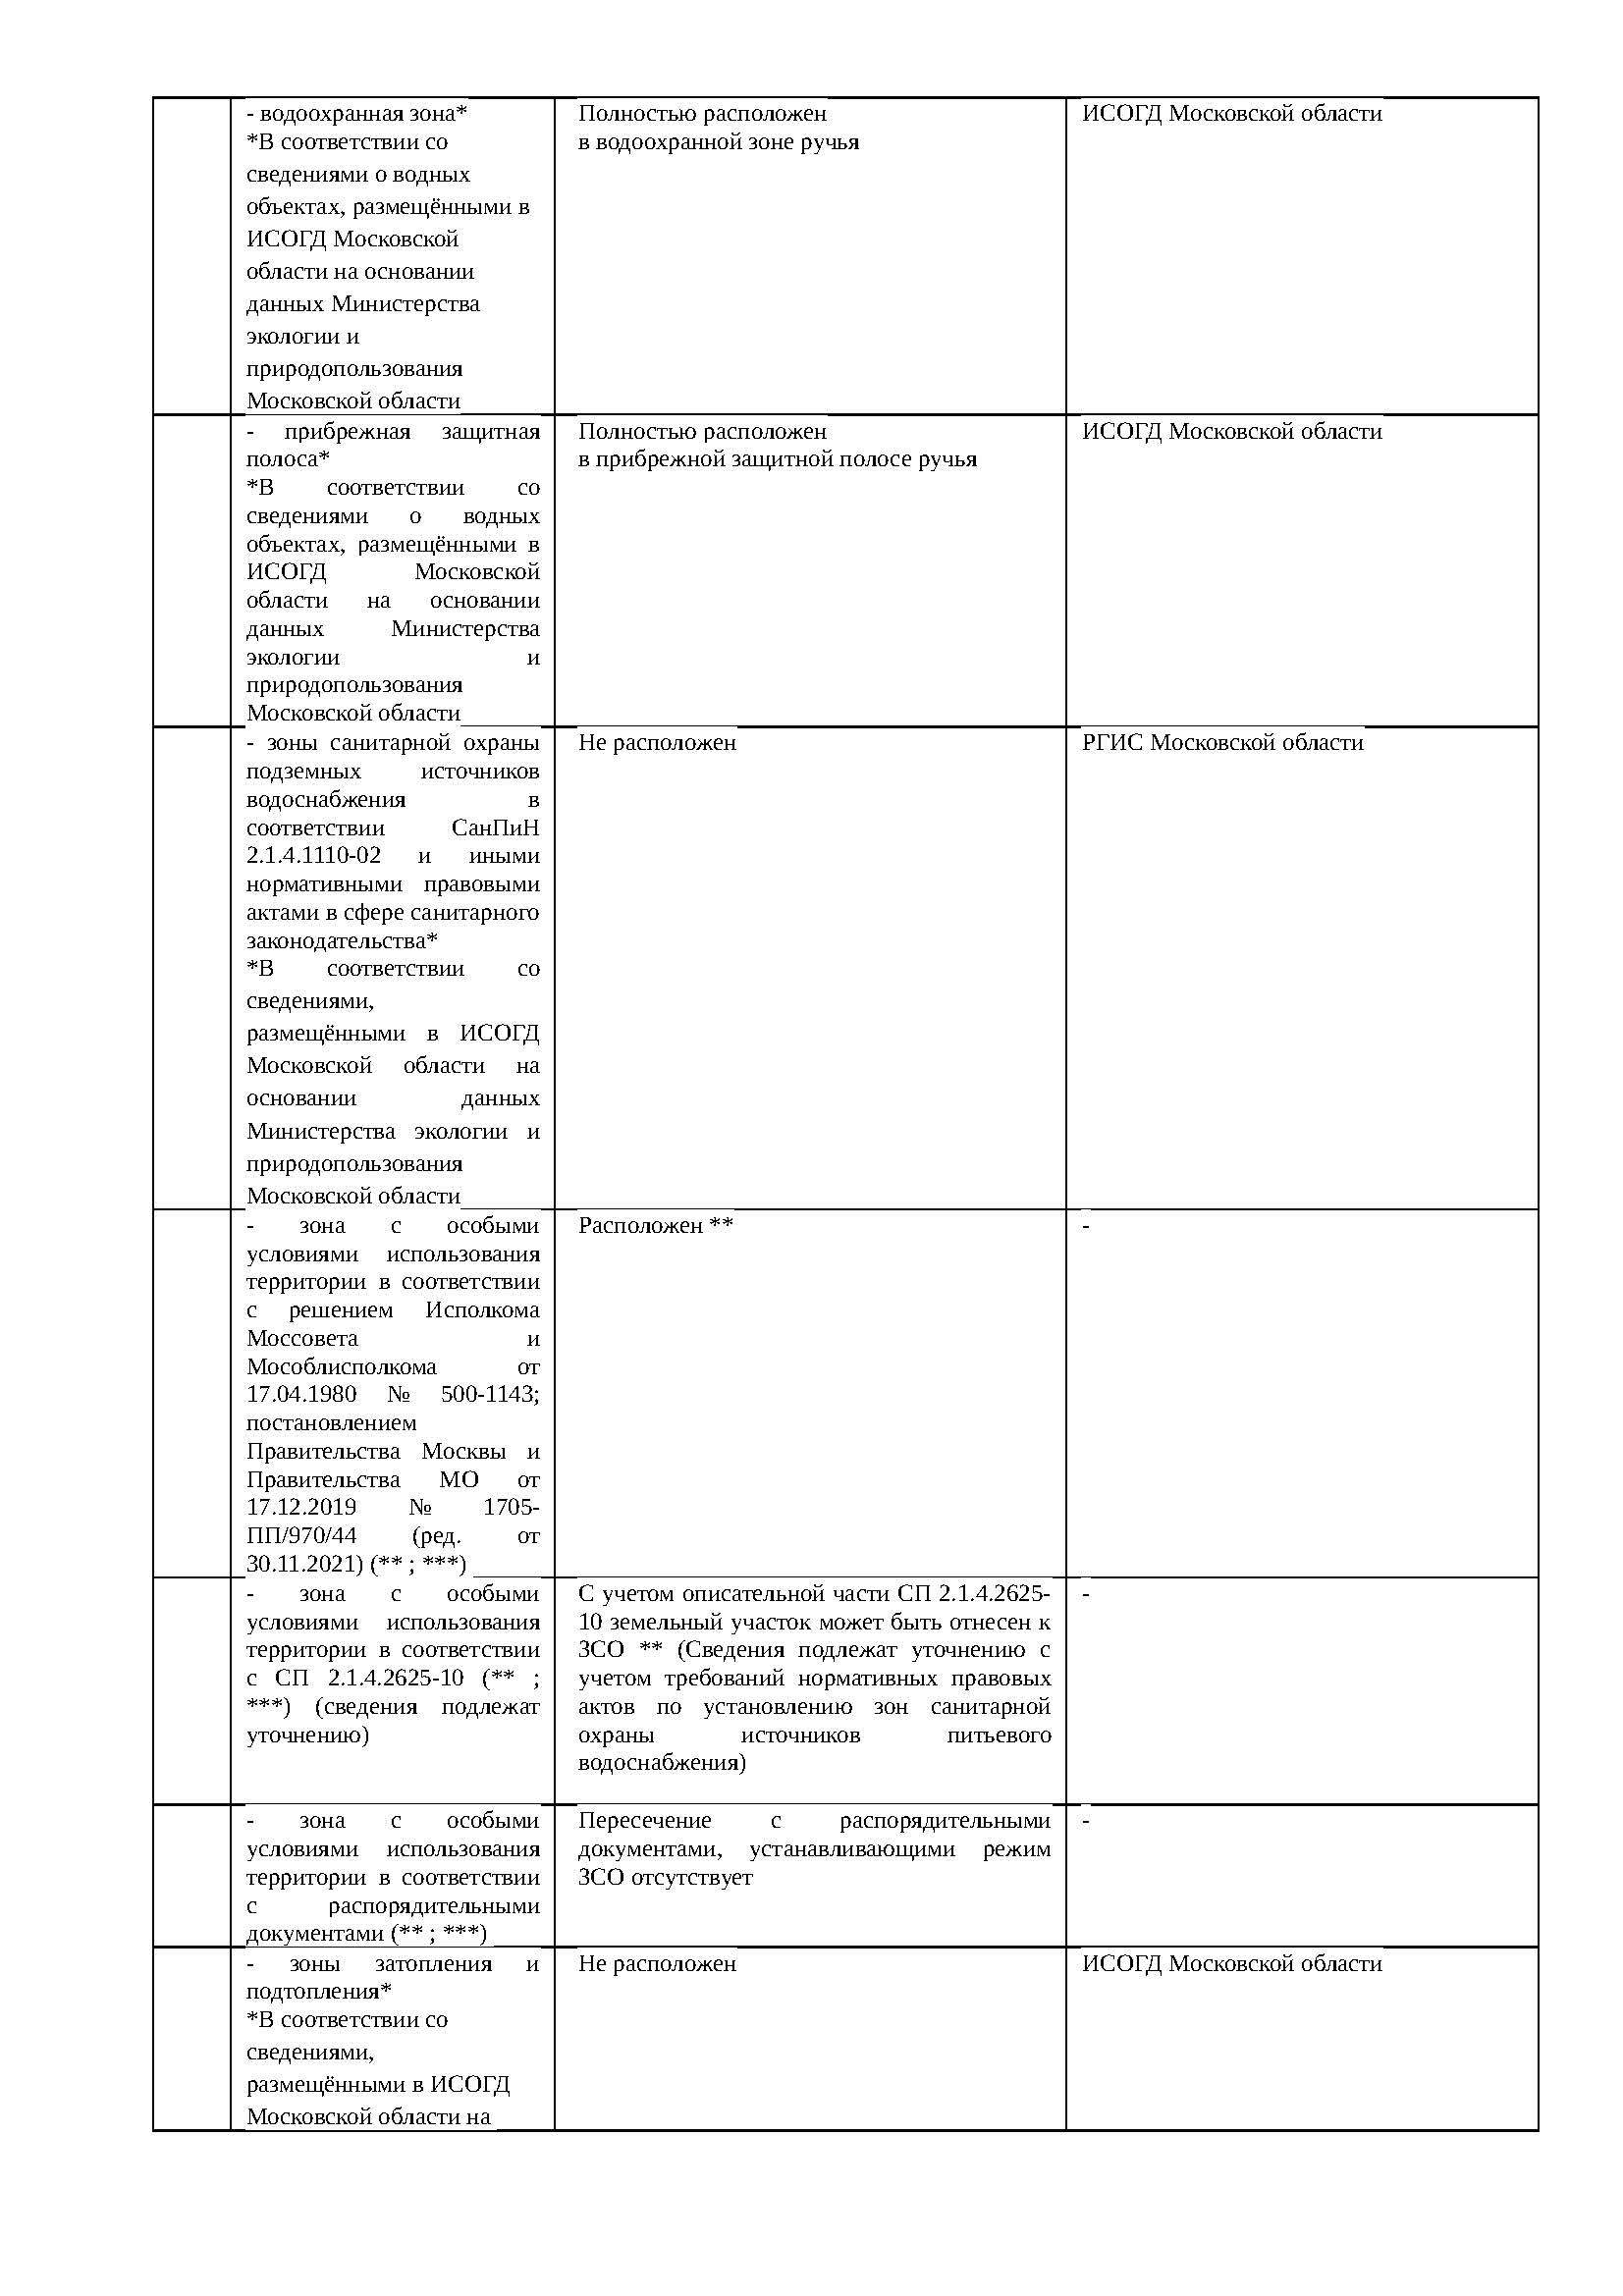 - водоохранная зона*
*В соответствии со
сведениями о водных
объектах, размещёнными в
ИСОГД Московской
области на основании
данных Министерства
экологии и
природопользования
Московской области
Полностью расположен
в водоохранной зоне ручья
ИСОГД Московской области
- прибрежная защитная
полоса*
*В соответствии со
сведениями о водных
объектах, размещёнными в
ИСОГД Московской
области на основании
данных Министерства
экологии и
природопользования
Московской области
Полностью расположен
в прибрежной защитной полосе ручья
ИСОГД Московской области
- зоны санитарной охраны
подземных источников
водоснабжения в
соответствии СанПиН
2.1.4.1110-02 и иными
нормативными правовыми
актами в сфере санитарного
законодательства*
*В соответствии со
сведениями,
размещёнными в ИСОГД
Московской области на
основании данных
Министерства экологии и
природопользования
Московской области
Не расположен
РГИС Московской области
- зона с особыми
условиями использования
территории в соответствии
с решением Исполкома
Моссовета и
Мособлисполкома от
17.04.1980 № 500-1143;
постановлением
Правительства Москвы и
Правительства МО от
17.12.2019 № 1705-
ПП/970/44 (ред. от
30.11.2021) (** ; ***)
Расположен **
-
- зона с особыми
условиями использования
территории в соответствии
с СП 2.1.4.2625-10 (** ;
***) (сведения подлежат
уточнению)
С учетом описательной части СП 2.1.4.2625-
10 земельный участок может быть отнесен к
ЗСО ** (Сведения подлежат уточнению с
учетом требований нормативных правовых
актов по установлению зон санитарной
охраны источников питьевого
водоснабжения)
-
- зона с особыми
условиями использования
территории в соответствии
с распорядительными
документами (** ; ***)
Пересечение с распорядительными
документами, устанавливающими режим
ЗСО отсутствует
-
- зоны затопления и
подтопления*
*В соответствии со
сведениями,
размещёнными в ИСОГД
Московской области на
Не расположен
ИСОГД Московской области